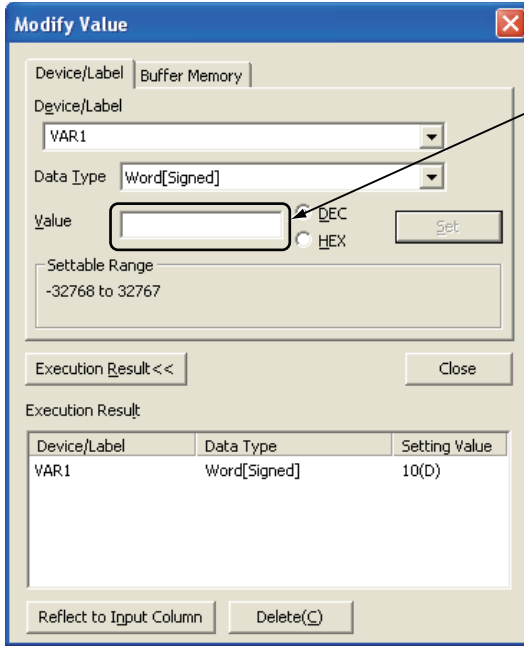 Modify Value
Device/Label Buffer Memory
Device/Label
VAR1
Data Type Word[Signed]
Value DEC Set
HEX
Settable Range
-32768 to 32767
Execution Result<< Close
Execution Result
Device/Label Data Type Setting Value
VAR1 Word[Signed] 10(D)
Reflect to Input Column Delete(C)